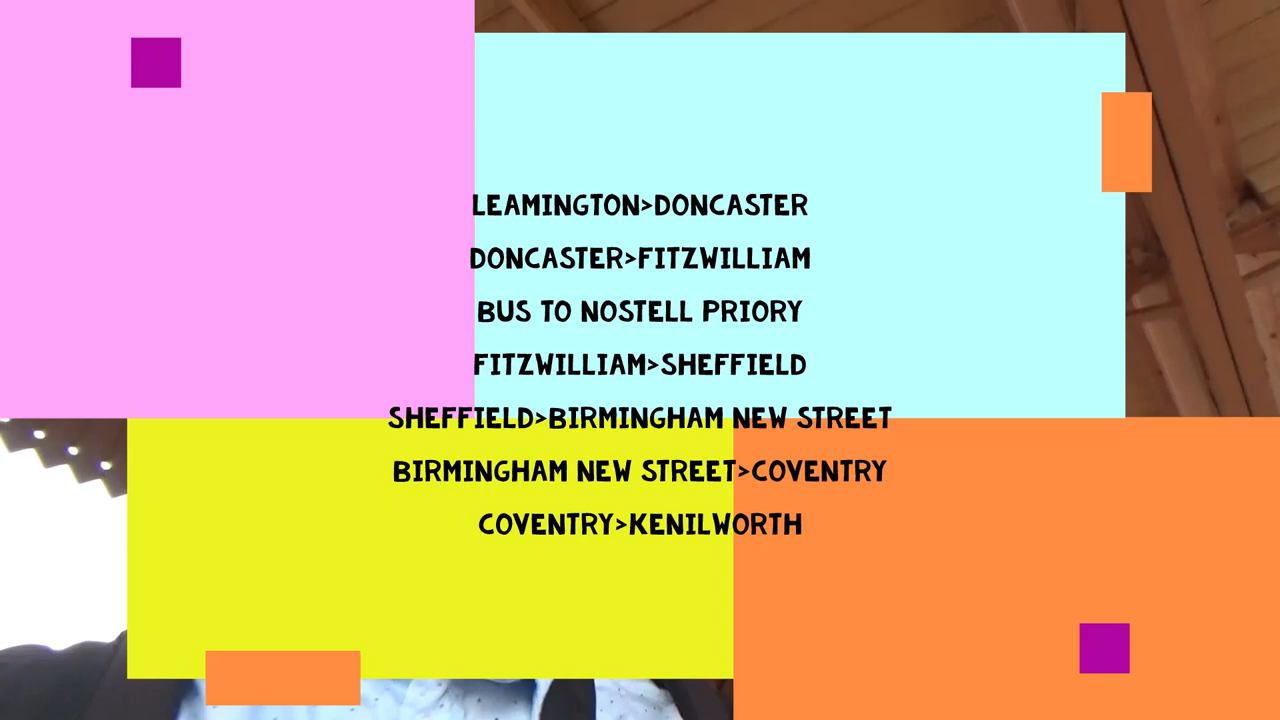 LEAMINGTON>DONCASTER
DONCASTER>FITZWILLIAM
BUS TO NOSTELL PRIORY
FITZWILLIAM>SHEFFIELD
SHEFFIELD>BIRMINGHAM NEW STREET
BIRMINGHAM NEW STREET>COVENTRY
COVENTRY>KENILWORTH